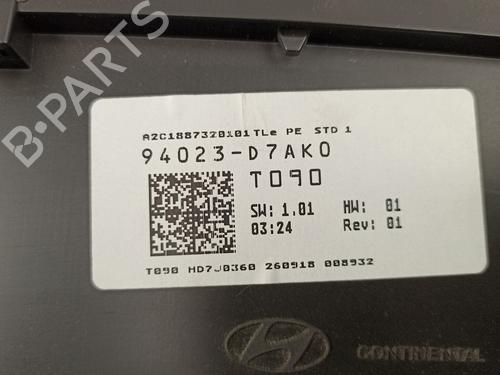 A2C1887320101TLe PE STD 1
94023-D7AK0
T090
SW: 1.01 HW: 01
03:24 Rev: 01
T090 HD7J0360 260918 008932
CONTINENTAL
B-PARTS